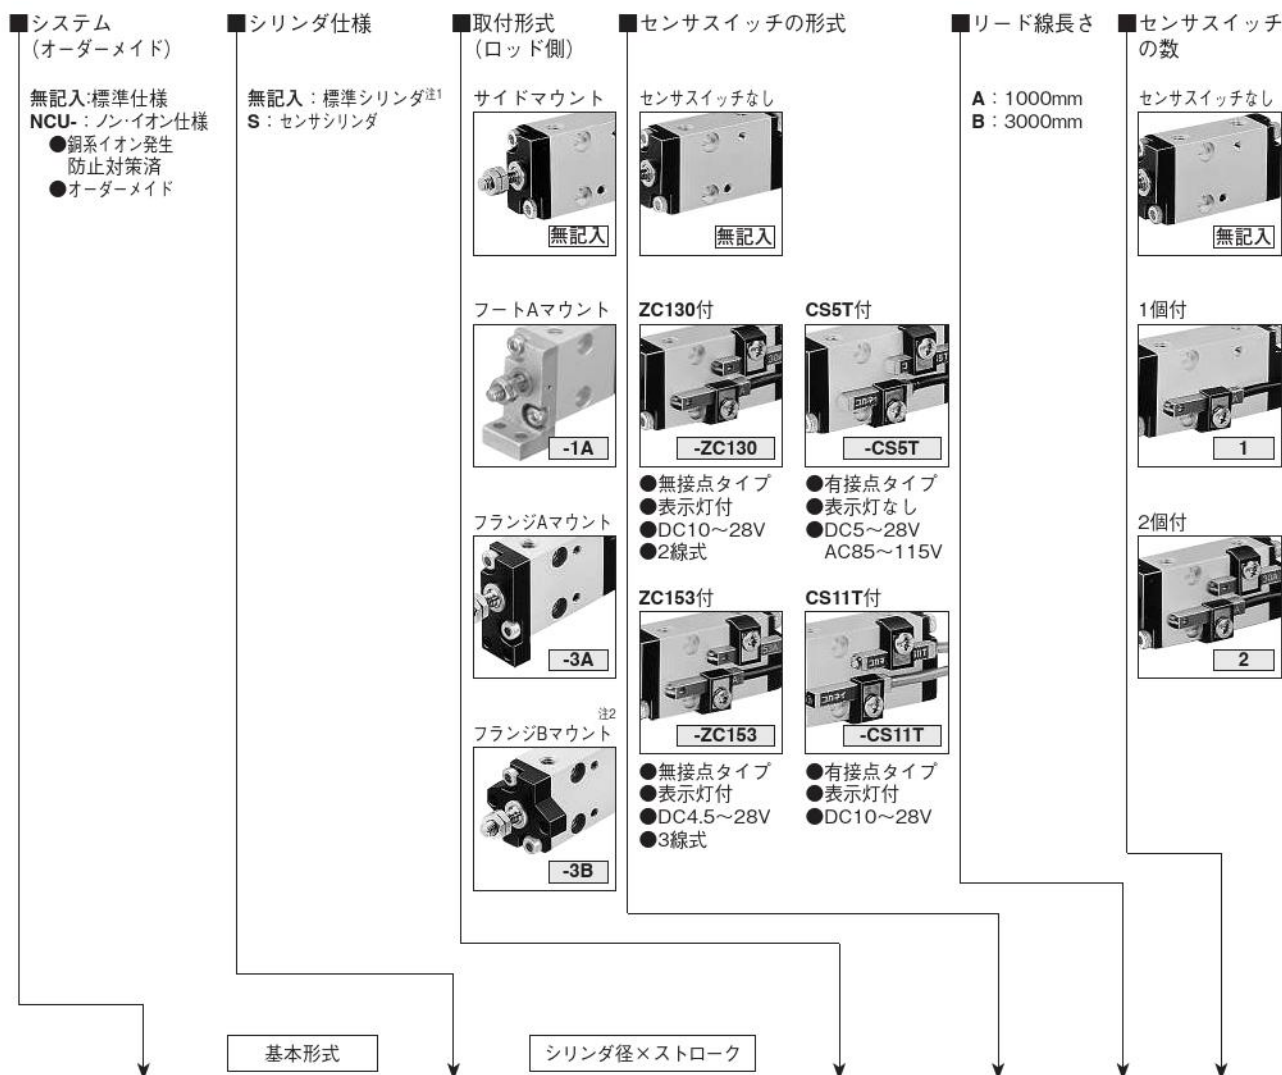 ■システム
(オーダーメイド)
無記入:標準仕様
NCU-：ノン・イオン仕様
●銅系イオン発生
防止対策済
●オーダーメイド
■シリンダ仕様
無記入：標準シリンダ注1
S：センサシリンダ
■取付形式
(ロッド側)
サイドマウント
無記入
フートAマウント
-1A
フランジAマウント
-3A
注2
フランジBマウント
-3B
■センサスイッチの形式
センサスイッチなし
無記入
ZC130付
-ZC130
●無接点タイプ
●表示灯付
●DC10～28V
●2線式
CS5T付
コガネイ
-CS5T
●有接点タイプ
●表示灯なし
●DC5～28V
AC85～115V
ZC153付
-ZC153
●無接点タイプ
●表示灯付
●DC4.5～28V
●3線式
CS11T付
コガネイ
-CS11T
●有接点タイプ
●表示灯付
●DC10～28V
■リード線長さ
A：1000mm
B：3000mm
■センサスイッチ
の数
センサスイッチなし
無記入
1個付
1
2個付
2
基本形式
シリンダ径×ストローク